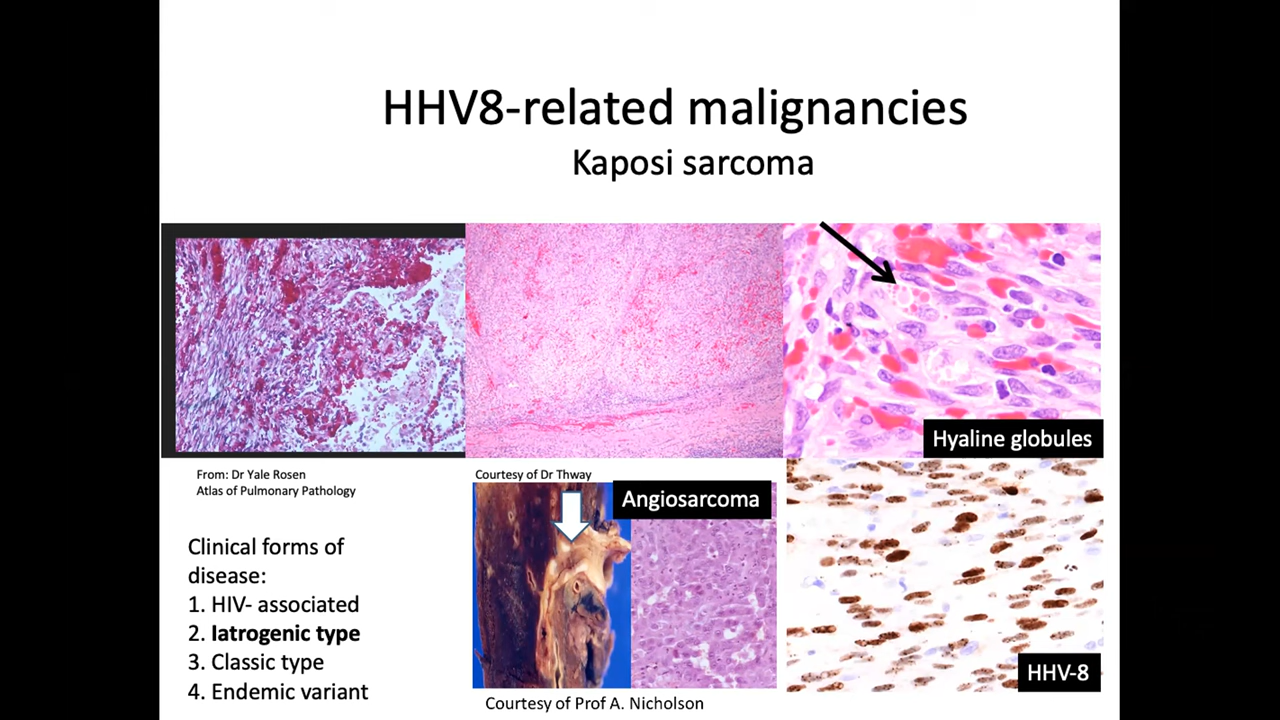 HHV8-related malignancies
Kaposi sarcoma
Hyaline globules
From: Dr Yale Rosen
Atlas of Pulmonary Pathology
Courtesy of Dr Thway
Angiosarcoma
Clinical forms of
disease:
1. HIV- associated
2. Iatrogenic type
3. Classic type
4. Endemic variant
HHV-8
Courtesy of Prof A. Nicholson